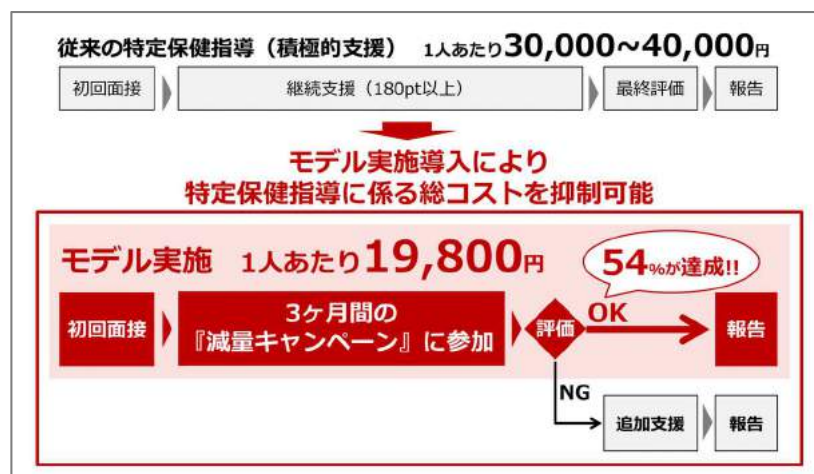 従来の特定保健指導（積極的支援） 1人あたり30,000~40,000円
初回面接
継続支援（180pt以上）
最終評価
報告
モデル実施導入により
特定保健指導に係る総コストを抑制可能
モデル実施 1人あたり19,800円
54%が達成!!
初回面接
3ヶ月間の
『減量キャンペーン』に参加
評価
OK
報告
NG
追加支援
報告